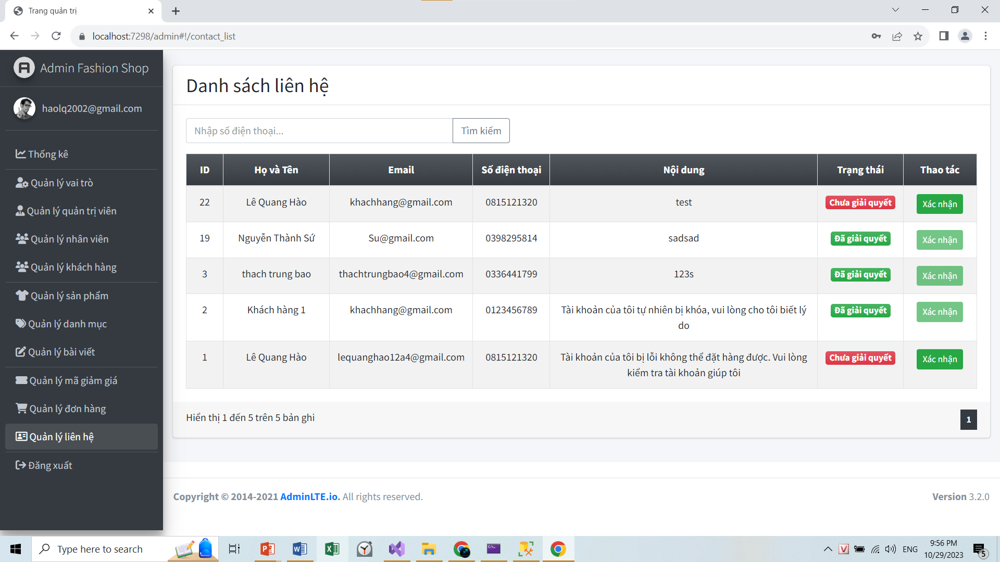 Trang quản trị
localhost:7298/admin#!/contact_list
Admin Fashion Shop
haolq2002@gmail.com
Thống kê
Quản lý vai trò
Quản lý quản trị viên
Quản lý nhân viên
Quản lý khách hàng
Quản lý sản phẩm
Quản lý danh mục
Quản lý bài viết
Quản lý mã giảm giá
Quản lý đơn hàng
Quản lý liên hệ
Đăng xuất
Danh sách liên hệ
Nhập số điện thoại... Tìm kiếm
ID Họ và Tên Email Số điện thoại Nội dung Trạng thái Thao tác
22 Lê Quang Hào khachhang@gmail.com 0815121320 test Chưa giải quyết Xác nhận
19 Nguyễn Thành Sứ Su@gmail.com 0398295814 sadsad Đã giải quyết Xác nhận
3 thach trung bao thachtrungbao4@gmail.com 0336441799 123s Đã giải quyết Xác nhận
2 Khách hàng 1 khachhang@gmail.com 0123456789 Tài khoản của tôi tự nhiên bị khóa, vui lòng cho tôi biết lý Đã giải quyết Xác nhận
do
1 Lê Quang Hào lequanghao12a4@gmail.com 0815121320 Tài khoản của tôi bị lỗi không thể đặt hàng được. Vui lòng Chưa giải quyết Xác nhận
kiểm tra tài khoản giúp tôi
Hiển thị 1 đến 5 trên 5 bản ghi 1
Copyright © 2014-2021 AdminLTE.io. All rights reserved. Version 3.2.0
Type here to search
ENG
9:56 PM
10/29/2023
5